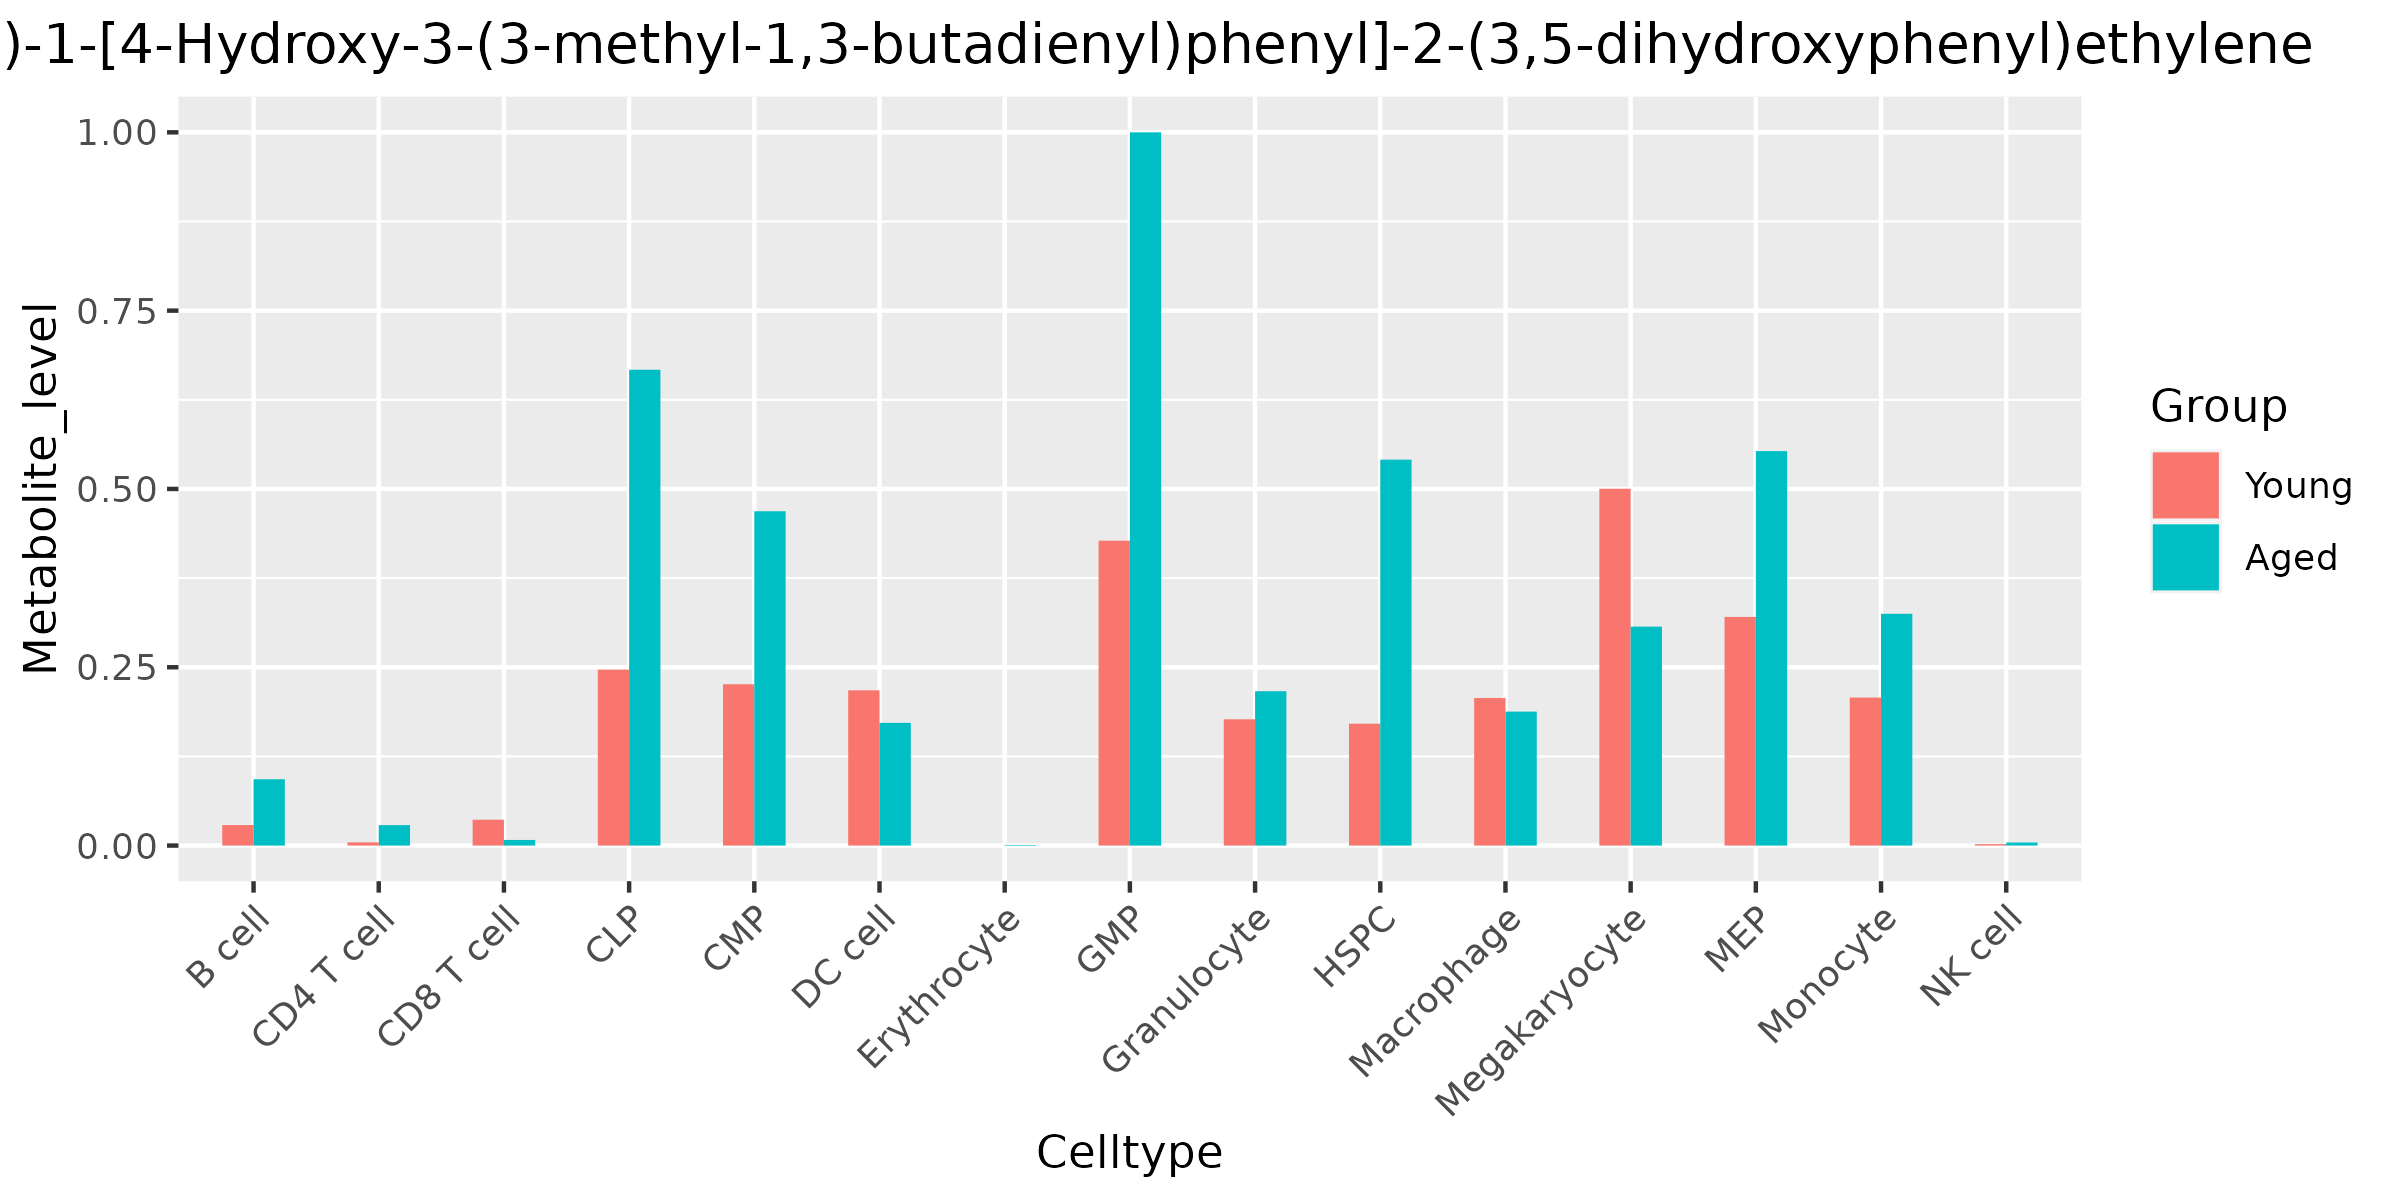 )-1-[4-Hydroxy-3-(3-methyl-1,3-butadienyl)phenyl]-2-(3,5-dihydroxyphenyl)ethylene
Metabolite_level
1.00
0.75
0.50
0.25
0.00
B cell
CD4 T cell
CD8 T cell
CLP
CMP
DC cell
Erythrocyte
GMP
Granulocyte
HSPC
Macrophage
Megakaryocyte
MEP
Monocyte
NK cell
Celltype
Group
Young
Aged